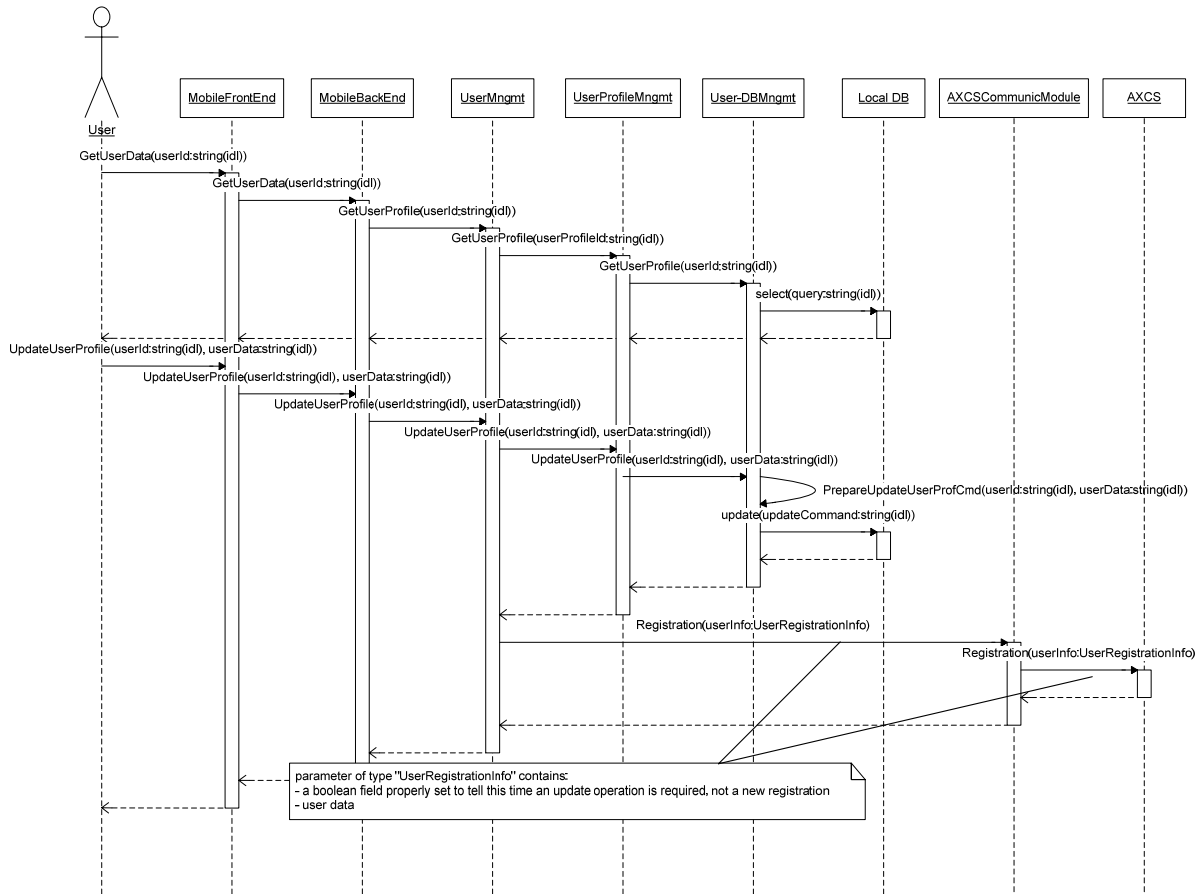 MobileFrontEnd
MobileBackEnd
UserMngmt
UserProfileMngmt
User-DBMngmt
Local DB
AXCSCommunicModule
AXCS
User
GetUserData(userId:string(idl))
GetUserData(userId:string(idl))
GetUserProfile(userId:string(idl))
GetUserProfile(userProfileId:string(idl))
GetUserProfile(userId:string(idl))
select(query:string(idl))
UpdateUserProfile(userId:string(idl), userData:string(idl))
UpdateUserProfile(userId:string(idl), userData:string(idl))
UpdateUserProfile(userId:string(idl), userData:string(idl))
UpdateUserProfile(userId:string(idl), userData:string(idl))
UpdateUserProfile(userId:string(idl), userData:string(idl))
PrepareUpdateUserProfCmd(userId:string(idl), userData:string(idl))
update(updateCommand:string(idl))
Registration(userInfo:UserRegistrationInfo)
Registration(userInfo:UserRegistrationInfo)
parameter of type "UserRegistrationInfo" contains:
- a boolean field properly set to tell this time an update operation is required, not a new registration
- user data